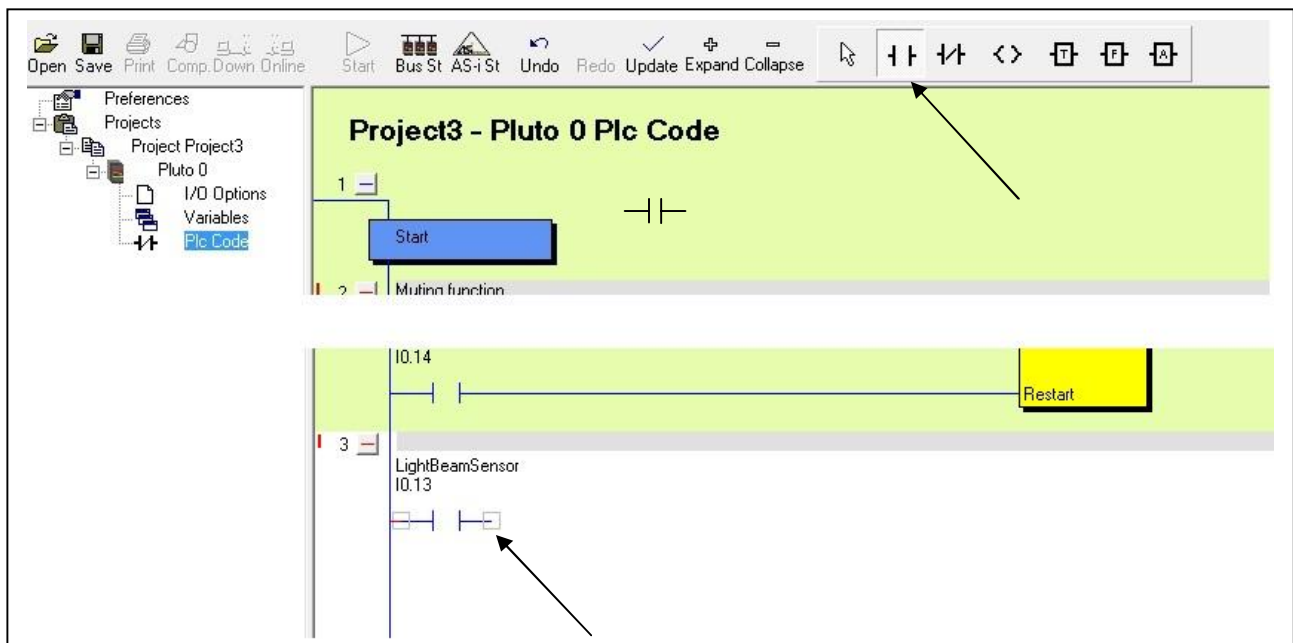 Open Save Print Comp. Down Online Start Bus St AS-i St Undo Redo Update Expand Collapse
AS-i
T F A
Preferences
Projects
Project Project3
Pluto 0
I/O Options
Variables
Plc Code
Project3 - Pluto 0 Plc Code
1
Start
2 Muting function
I0.14
Restart
3
LightBeamSensor
I0.13